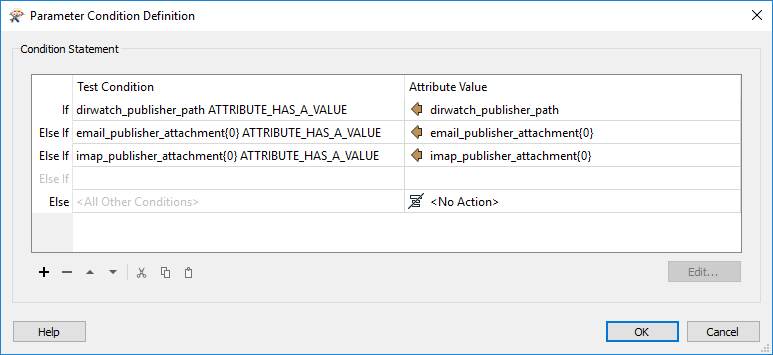 Parameter Condition Definition
Condition Statement
Test Condition Attribute Value
If dirwatch_publisher_path ATTRIBUTE_HAS_A_VALUE dirwatch_publisher_path
Else If email_publisher_attachment{0} ATTRIBUTE_HAS_A_VALUE email_publisher_attachment{0}
Else If imap_publisher_attachment{0} ATTRIBUTE_HAS_A_VALUE imap_publisher_attachment{0}
Else If
Else <All Other Conditions> <No Action>
Edit...
Help OK Cancel